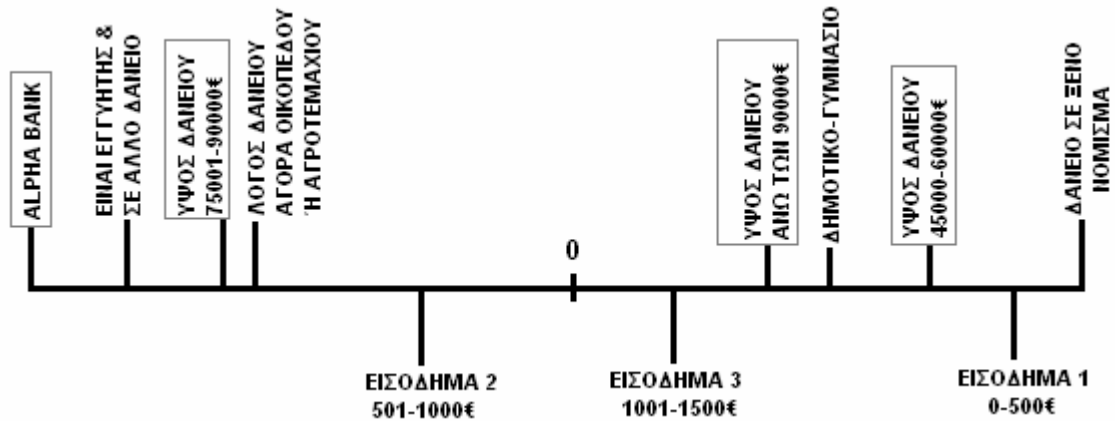 ALPHA BANK
ΕΙΝΑΙ ΕΓΓΥΗΤΗΣ &
ΣΕ ΑΛΛΟ ΔΑΝΕΙΟ
ΥΨΟΣ ΔΑΝΕΙΟΥ
75001-90000€
ΛΟΓΟΣ ΔΑΝΕΙΟΥ
ΑΓΟΡΑ ΟΙΚΟΠΕΔΟΥ
Ή ΑΓΡΟΤΕΜΑΧΙΟΥ
0
ΥΨΟΣ ΔΑΝΕΙΟΥ
ΑΝΩ ΤΩΝ 90000€
ΔΗΜΟΤΙΚΟ-ΓΥΜΝΑΣΙΟ
ΥΨΟΣ ΔΑΝΕΙΟΥ
45000-60000€
ΔΑΝΕΙΟ ΣΕ ΞΕΝΟ
ΝΟΜΙΣΜΑ
ΕΙΣΟΔΗΜΑ 2
501-1000€
ΕΙΣΟΔΗΜΑ 3
1001-1500€
ΕΙΣΟΔΗΜΑ 1
0-500€